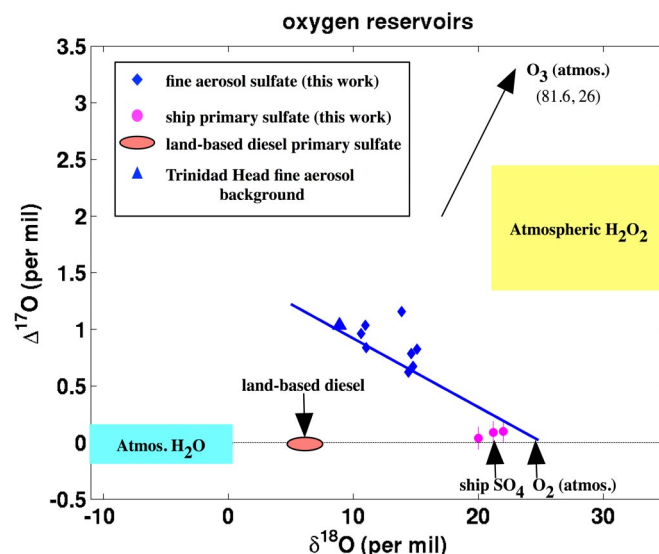 oxygen reservoirs
3.5
3
2.5
2
1.5
1
0.5
0
-0.5
Δ¹⁷O (per mil)
fine aerosol sulfate (this work)
ship primary sulfate (this work)
land-based diesel primary sulfate
Trinidad Head fine aerosol
background
O₃ (atmos.)
(81.6, 26)
Atmospheric H₂O₂
land-based diesel
Atmos. H₂O
ship SO₄ O₂ (atmos.)
-10 0 10 20 30
δ¹⁸O (per mil)